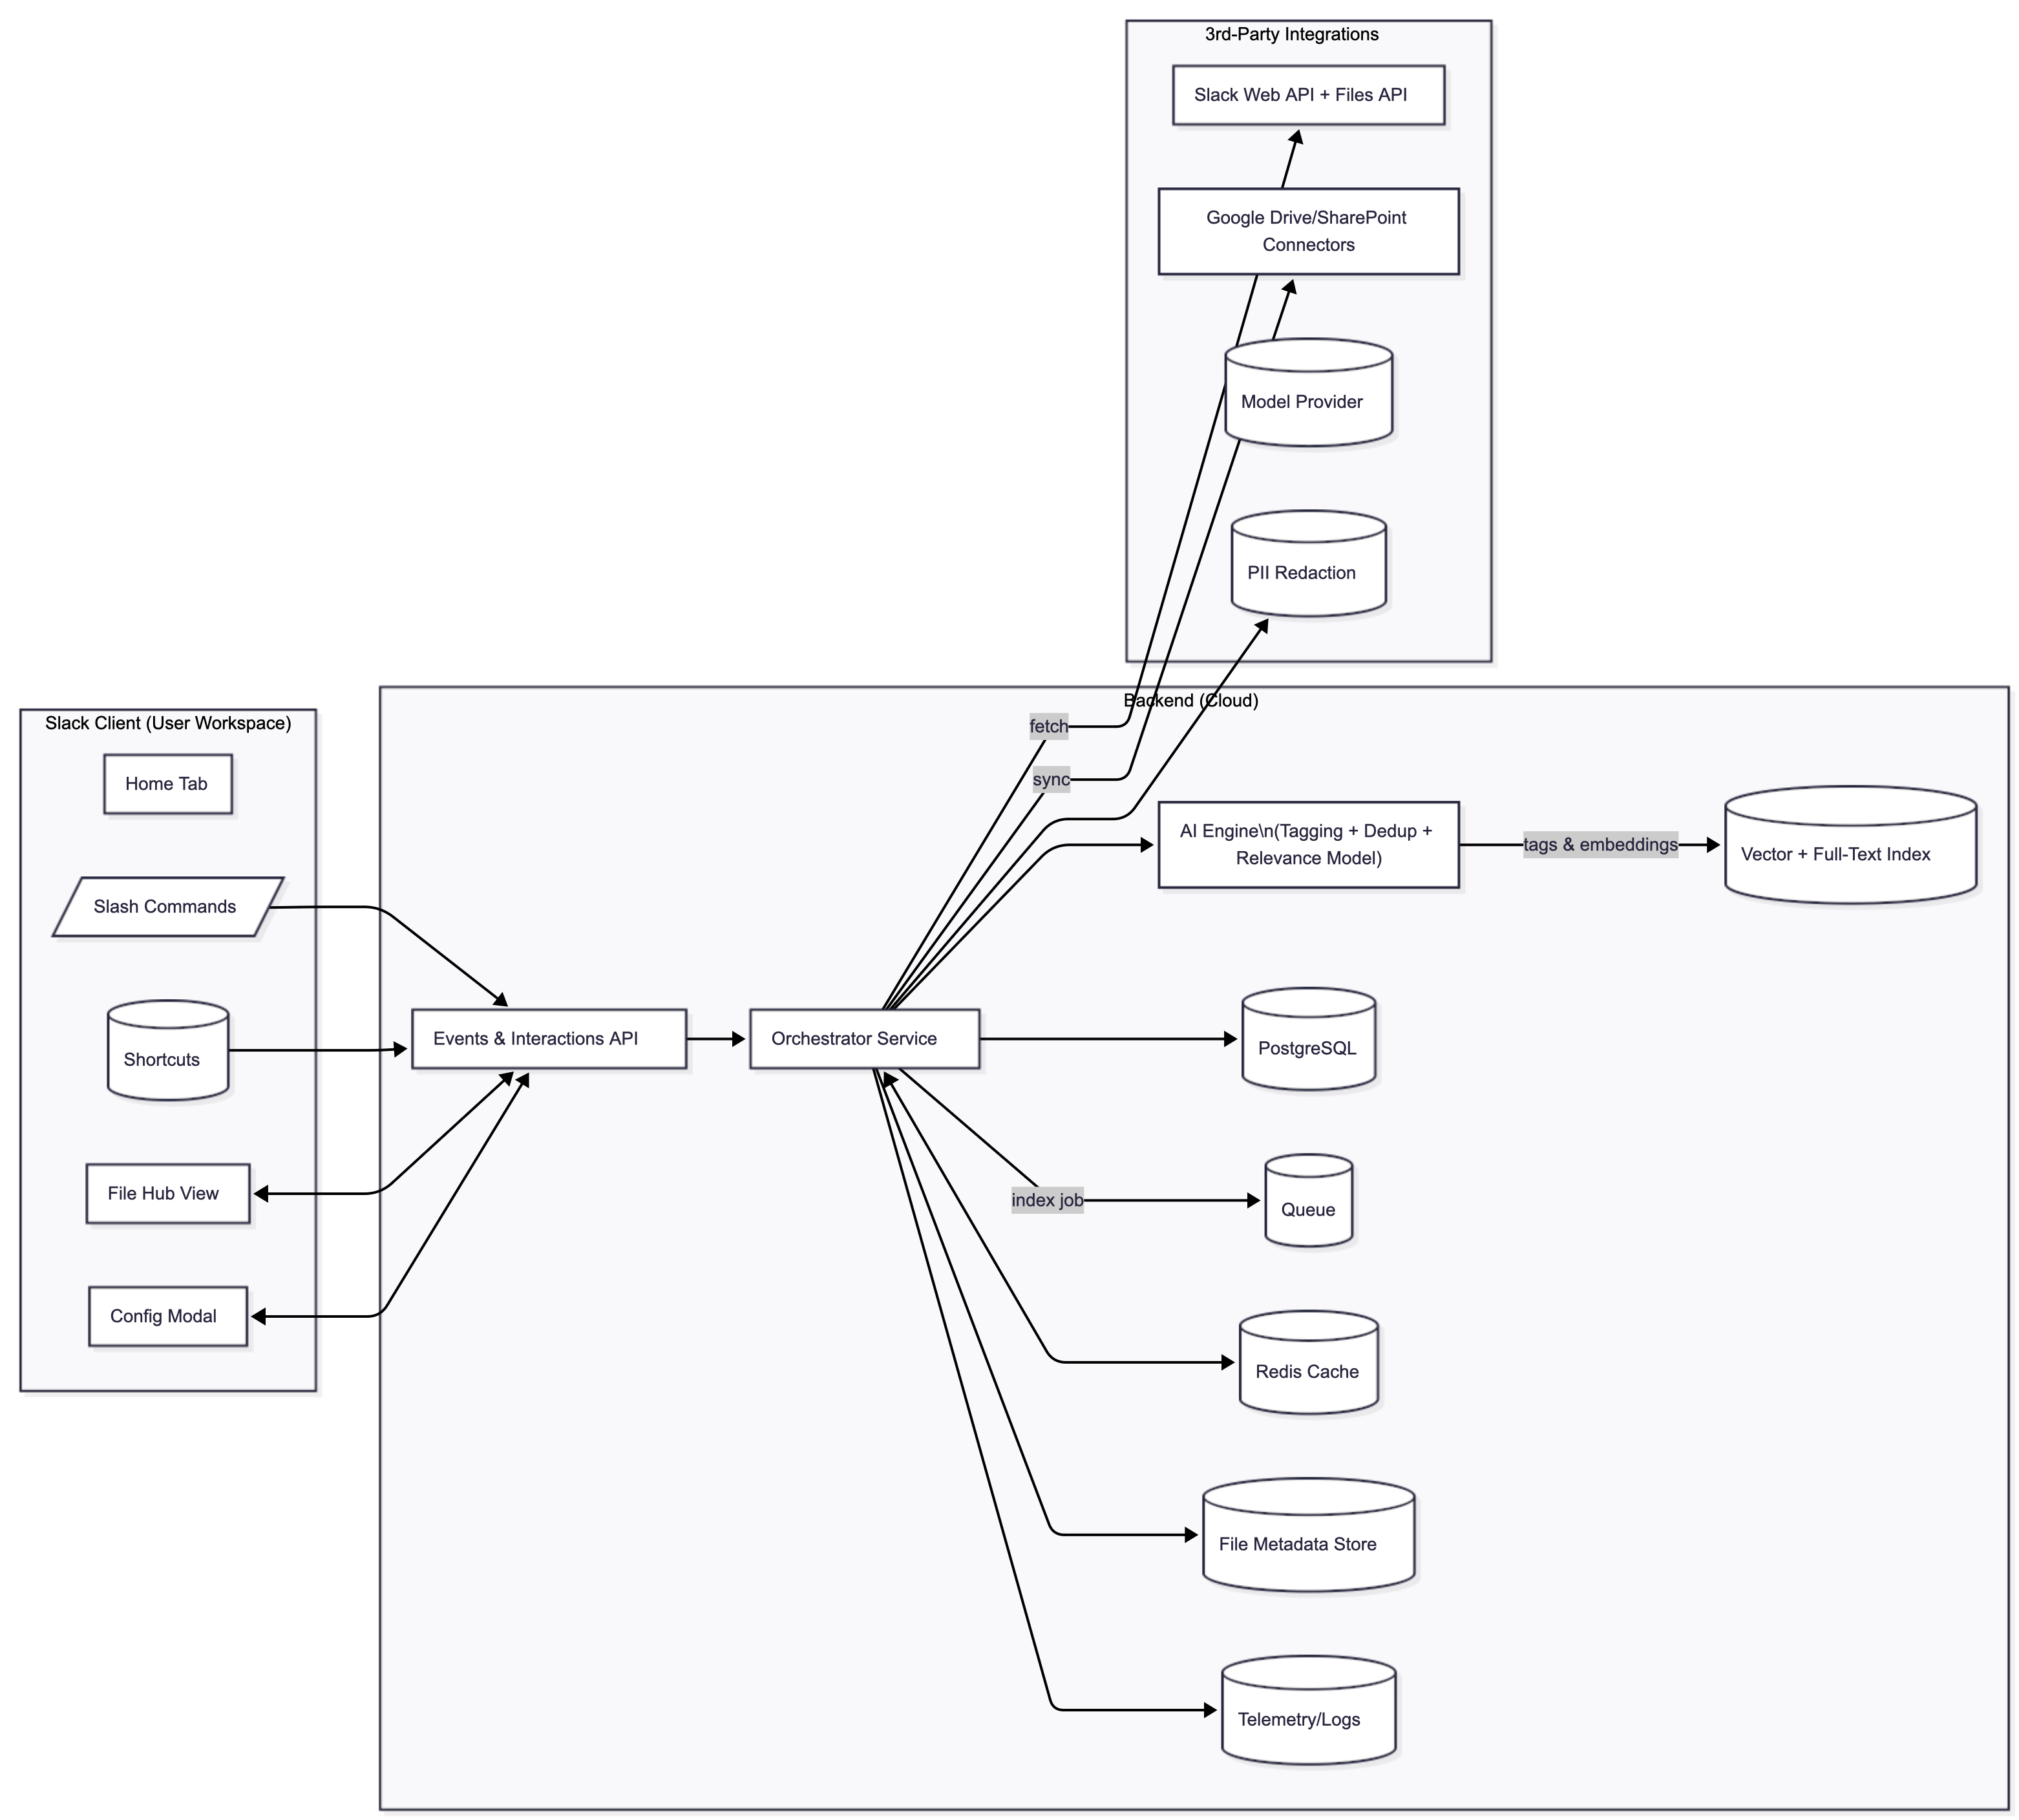 3rd-Party Integrations
Slack Web API + Files API
Google Drive/SharePoint
Connectors
Model Provider
PII Redaction
Slack Client (User Workspace)
Home Tab
Slash Commands
Shortcuts
File Hub View
Config Modal
Backend (Cloud)
fetch
sync
AI Engine\n(Tagging + Dedup +
Relevance Model)
tags & embeddings
Vector + Full-Text Index
Events & Interactions API
Orchestrator Service
PostgreSQL
index job
Queue
Redis Cache
File Metadata Store
Telemetry/Logs